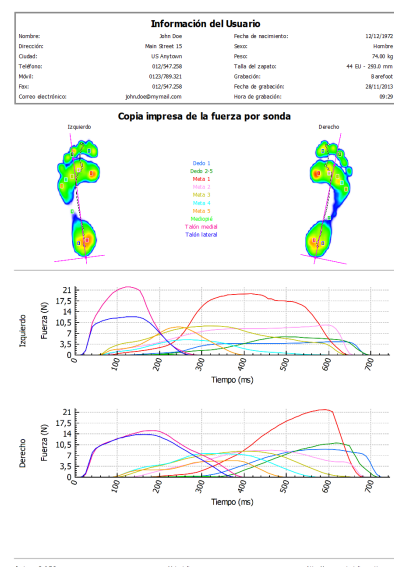 Información del Usuario
Nombre: John Doe Fecha de nacimiento: 12/12/1972
Dirección: Main Street 15 Sexo: Hombre
Ciudad: US Anytown Peso: 74.00 kg
Teléfono: 012/547.258 Talla del zapato: 44 EU - 293.0 mm
Móvil: 0123/789.321 Grabación: Barefoot
Fax: 012/547.258 Fecha de grabación: 28/11/2013
Correo electrónico: john.doe@mymail.com Hora de grabación: 09:29
Copia impresa de la fuerza por sonda
Izquierdo Derecho
Dedo 1
Dedo 2-5
Meta 1
Meta 2
Meta 3
Meta 4
Meta 5
Mediopié
Talón medial
Talón lateral
Izquierdo
Fuerza (N)
21
17,5
14
10,5
7
3,5
0
0 100 200 300 400 500 600 700
Tiempo (ms)
Derecho
Fuerza (N)
21
17,5
14
10,5
7
3,5
0
0 100 200 300 400 500 600 700
Tiempo (ms)